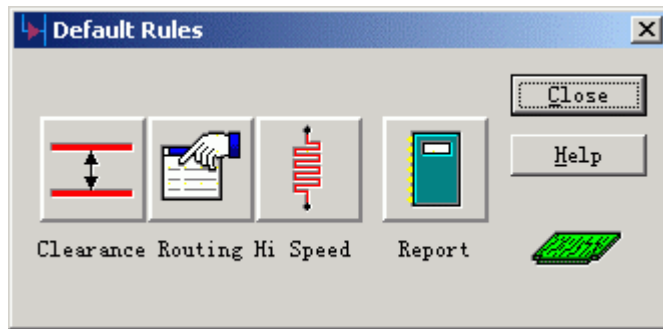 Default Rules
Close
Help
Clearance Routing Hi Speed Report